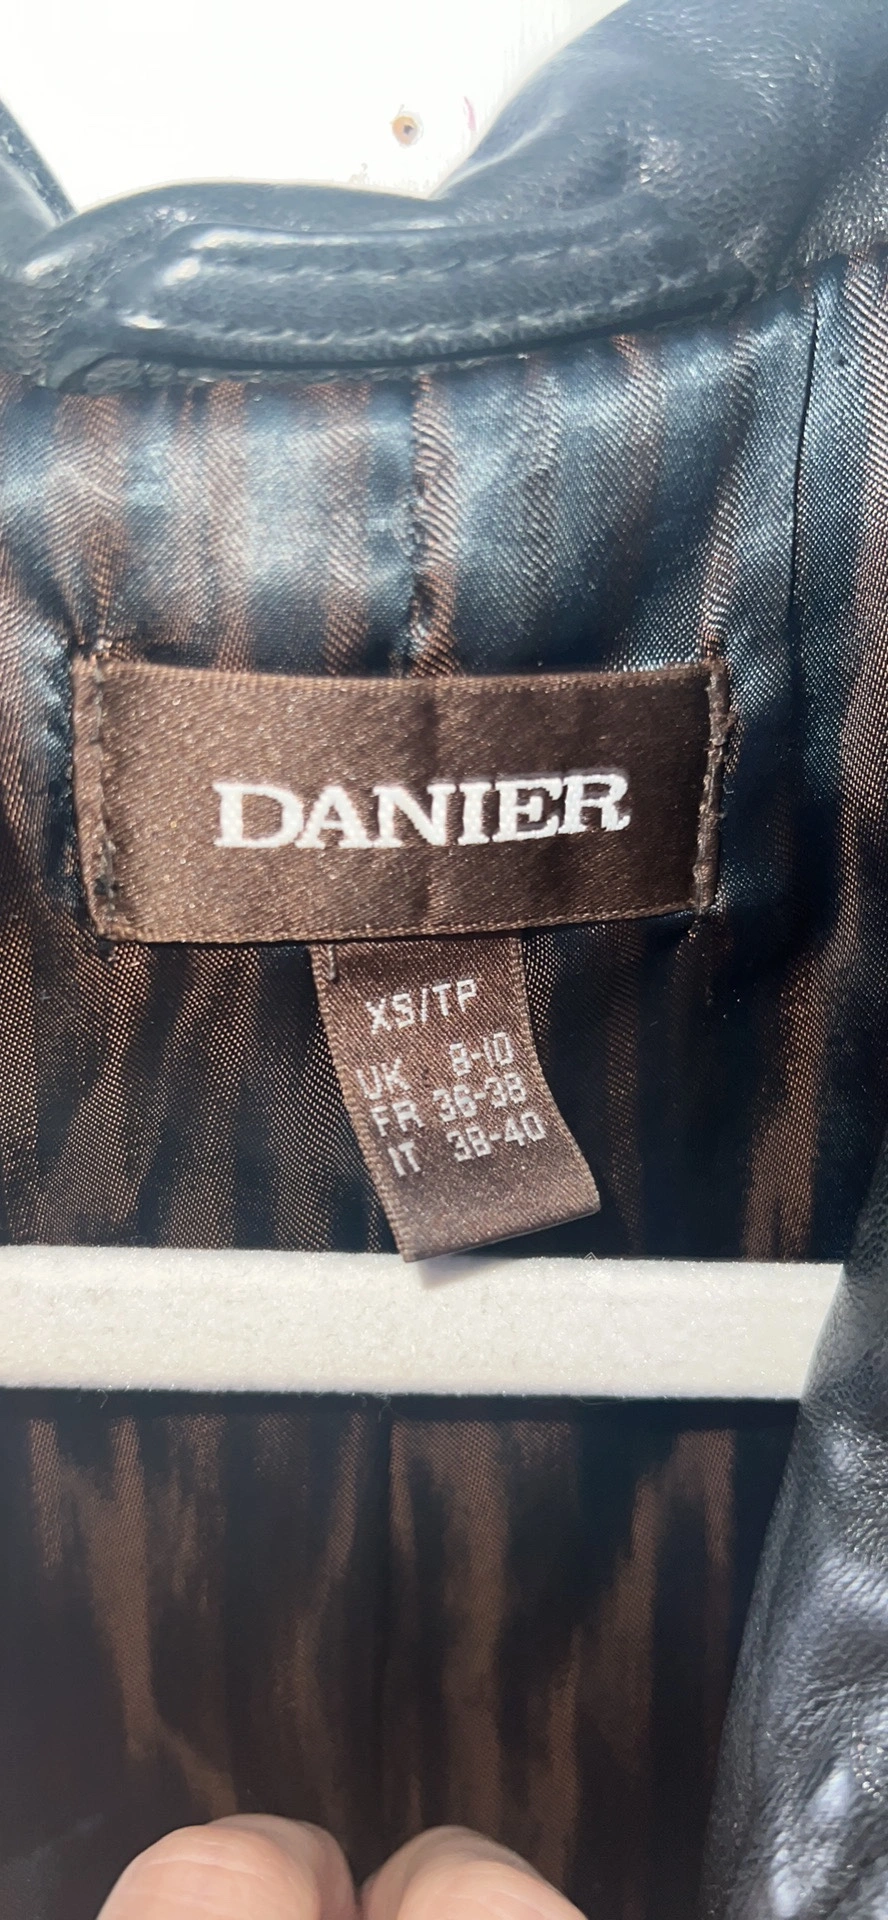 DANIER
XS/TP
UK 8-10
FR 36-38
IT 38-40